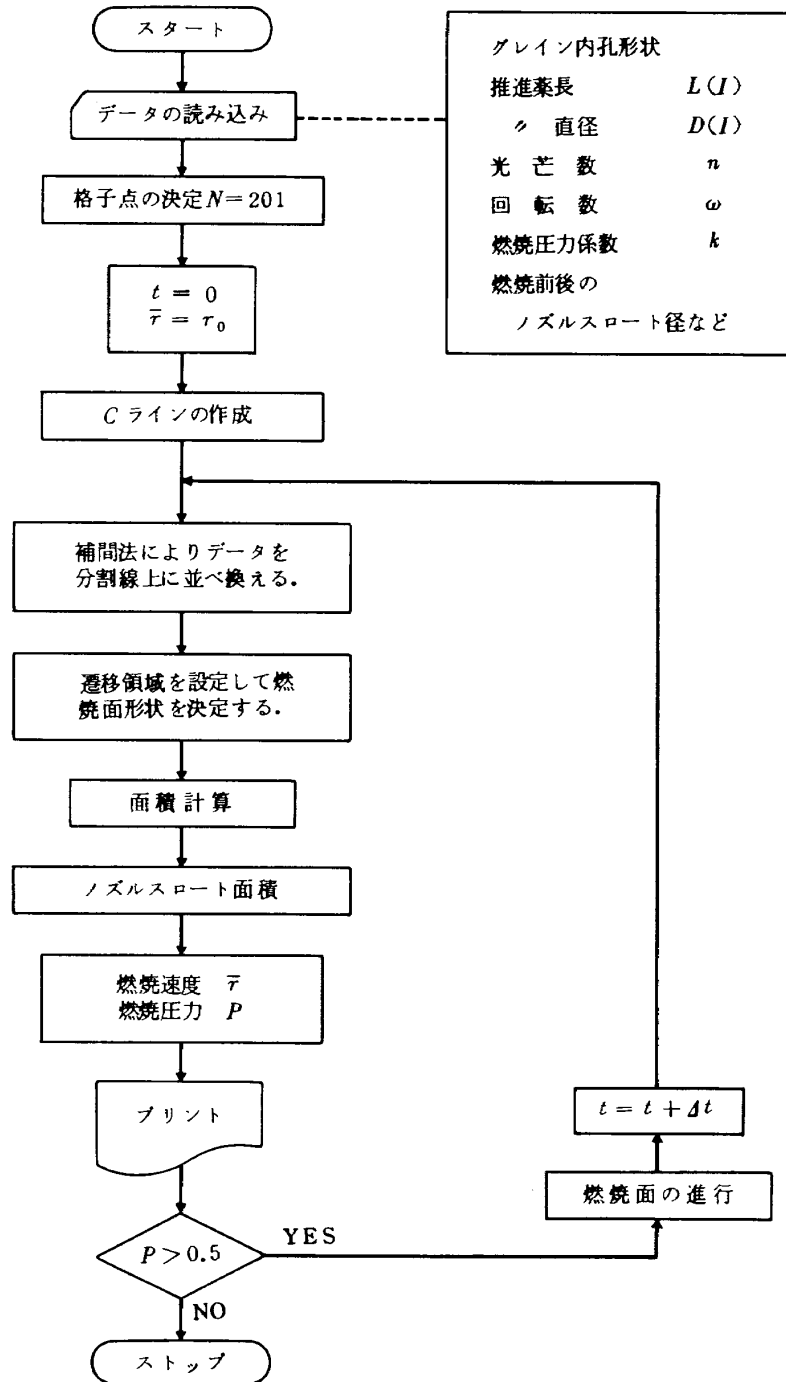 スタート
データの読み込み
格子点の決定N=201
t = 0
r̄ = r₀
Cラインの作成
補間法によりデータを
分割線上に並べ換える.
遷移領域を設定して燃
焼面形状を決定する.
面積計算
ノズルスロート面積
燃焼速度 r̄
燃焼圧力 P
プリント
P>0.5
YES
NO
ストップ
燃焼面の進行
t=t+Δt
グレイン内孔形状
推進薬長 L(I)
〃 直径 D(I)
光芒数 n
回転数 ω
燃焼圧力係数 k
燃焼前後の
ノズルスロート径など